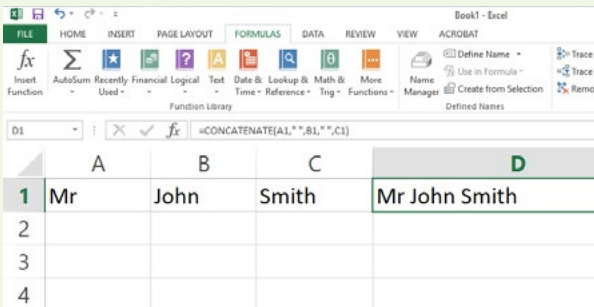 Book1 - Excel
FILE HOME INSERT PAGE LAYOUT FORMULAS DATA REVIEW VIEW ACROBAT
fx Σ ? A θ ...
Insert Function
AutoSum Recently Used Financial Logical Text Date & Time Lookup & Reference Math & Trig More Functions
Name Manager
Define Name
Use in Formula
Create from Selection
Trace
Trace
Remo
Function Library Defined Names
D1 fx =CONCATENATE(A1," ",B1," ",C1)
A B C D
1 Mr John Smith Mr John Smith
2
3
4